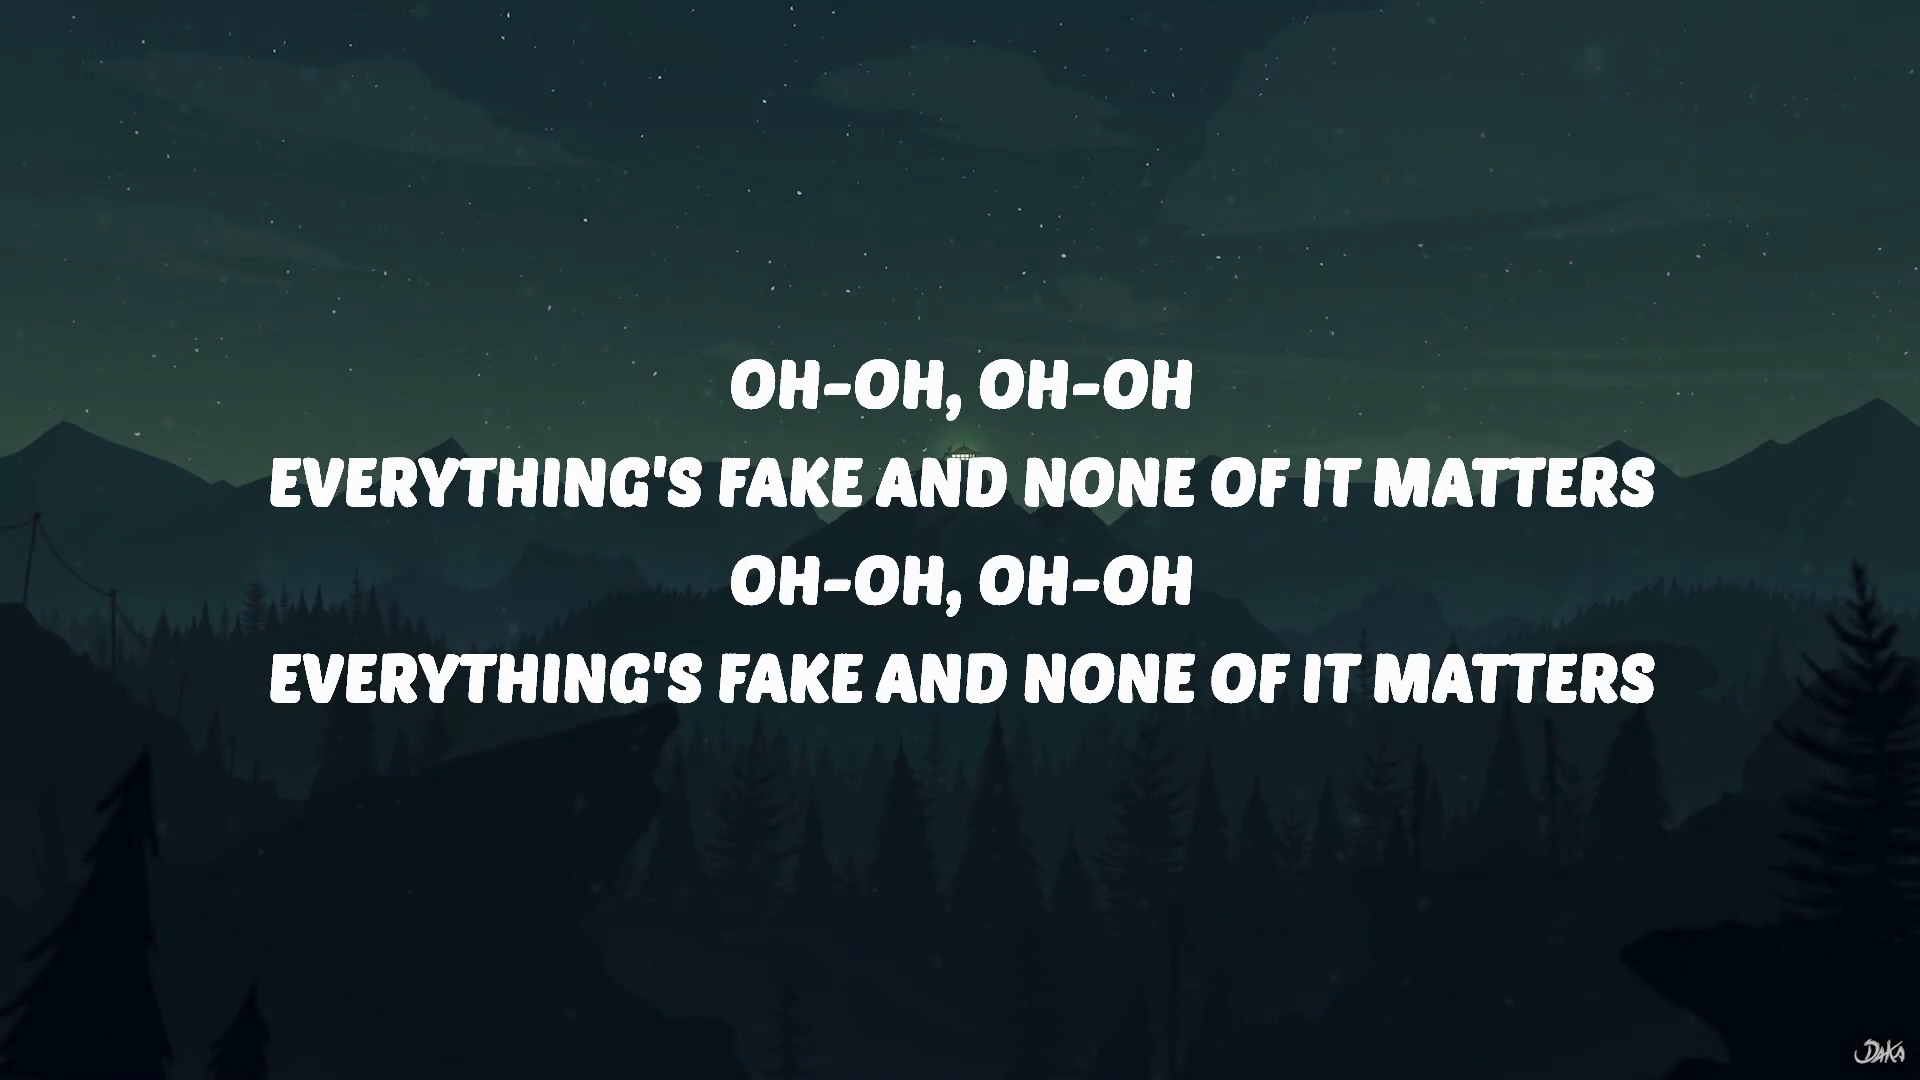 OH-OH, OH-OH
EVERYTHING'S FAKE AND NONE OF IT MATTERS
OH-OH, OH-OH
EVERYTHING'S FAKE AND NONE OF IT MATTERS
DAKA